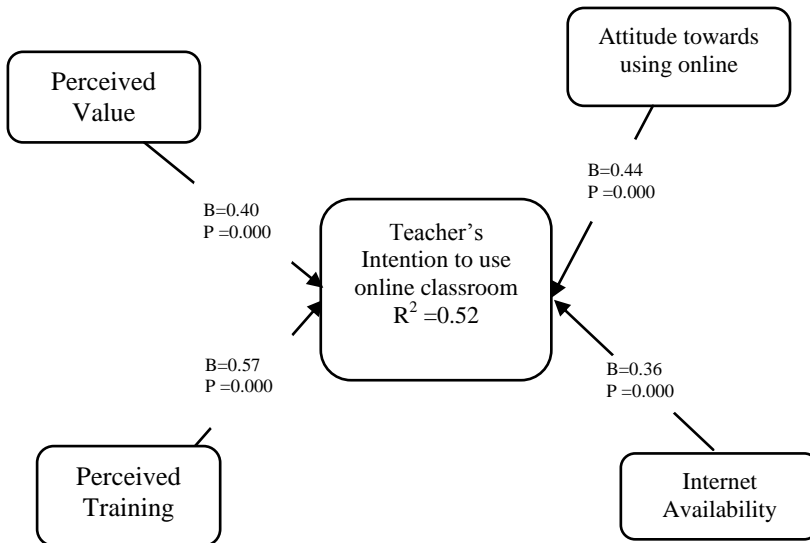 Attitude towards
using online
Perceived
Value
B=0.44
P =0.000
B=0.40
P =0.000
Teacher's
Intention to use
online classroom
R² =0.52
B=0.57
P =0.000
B=0.36
P =0.000
Perceived
Training
Internet
Availability